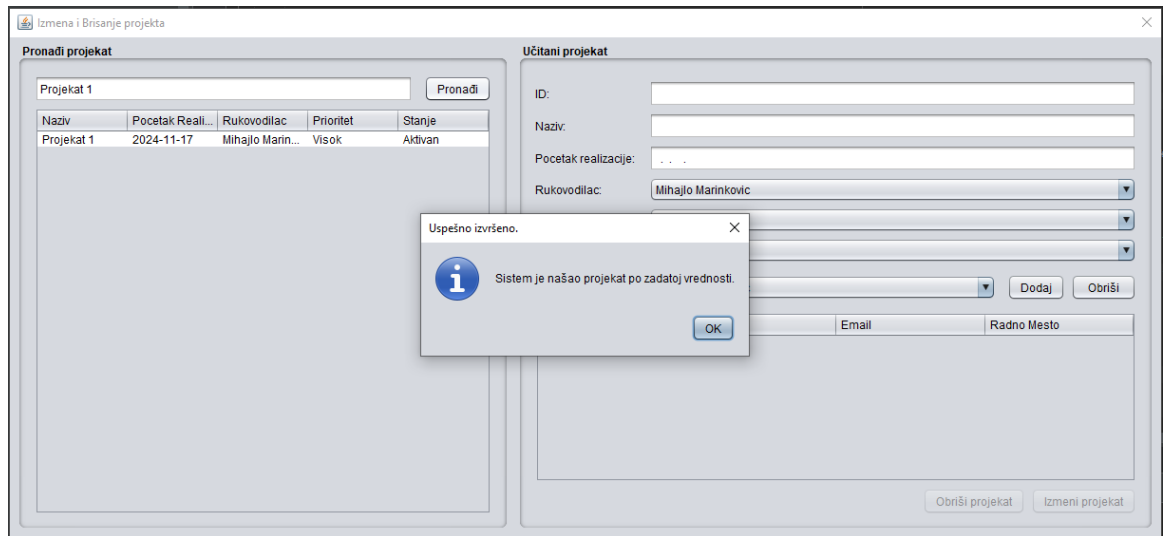 Izmena i Brisanje projekta
Pronađi projekat
Projekat 1
Pronađi
Naziv Pocetak Reali... Rukovodilac Prioritet Stanje
Projekat 1 2024-11-17 Mihajlo Marin... Visok Aktivan
Učitani projekat
ID:
Naziv:
Pocetak realizacije: . . .
Rukovodilac: Mihajlo Marinkovic
Dodaj Obriši
Email Radno Mesto
Obriši projekat Izmeni projekat
Uspešno izvršeno.
Sistem je našao projekat po zadatoj vrednosti.
OK